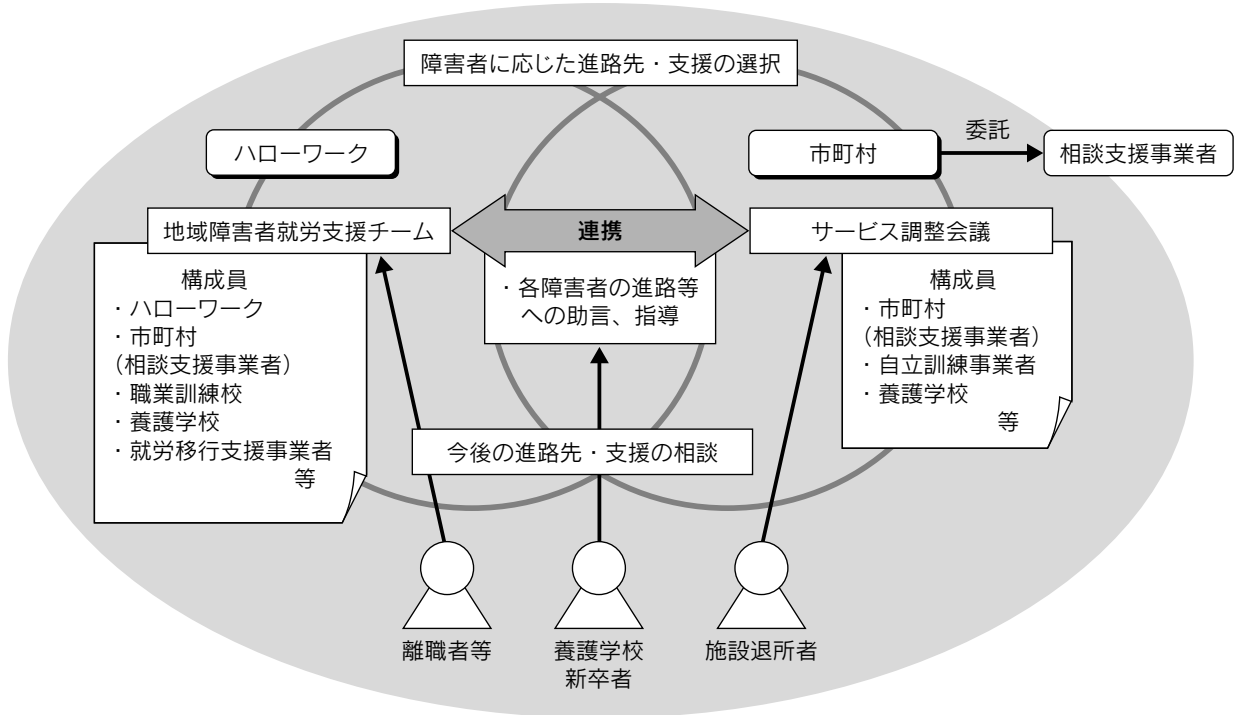 障害者に応じた進路先・支援の選択
ハローワーク
市町村
委託
相談支援事業者
地域障害者就労支援チーム
連携
サービス調整会議
構成員
・ハローワーク
・市町村
（相談支援事業者）
・職業訓練校
・養護学校
・就労移行支援事業者
等
・各障害者の進路等
への助言、指導
構成員
・市町村
（相談支援事業者）
・自立訓練事業者
・養護学校
等
今後の進路先・支援の相談
離職者等
養護学校
新卒者
施設退所者